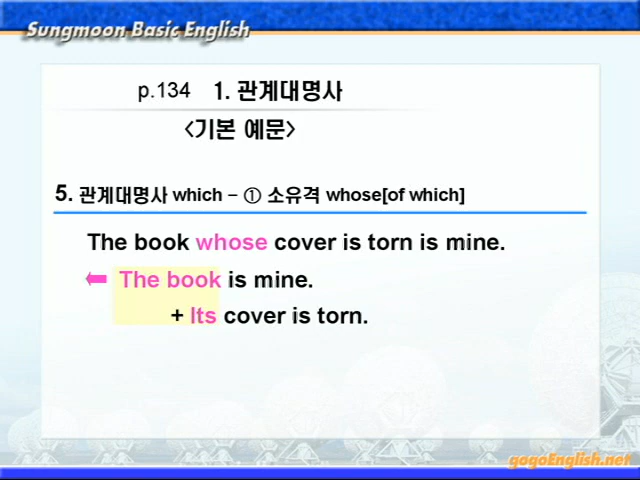 Sungmoon Basic English
p.134 1. 관계대명사
<기본 예문>
5. 관계대명사 which – ① 소유격 whose[of which]
The book whose cover is torn is mine.
⬅ The book is mine.
+ Its cover is torn.
gogoEnglish.net